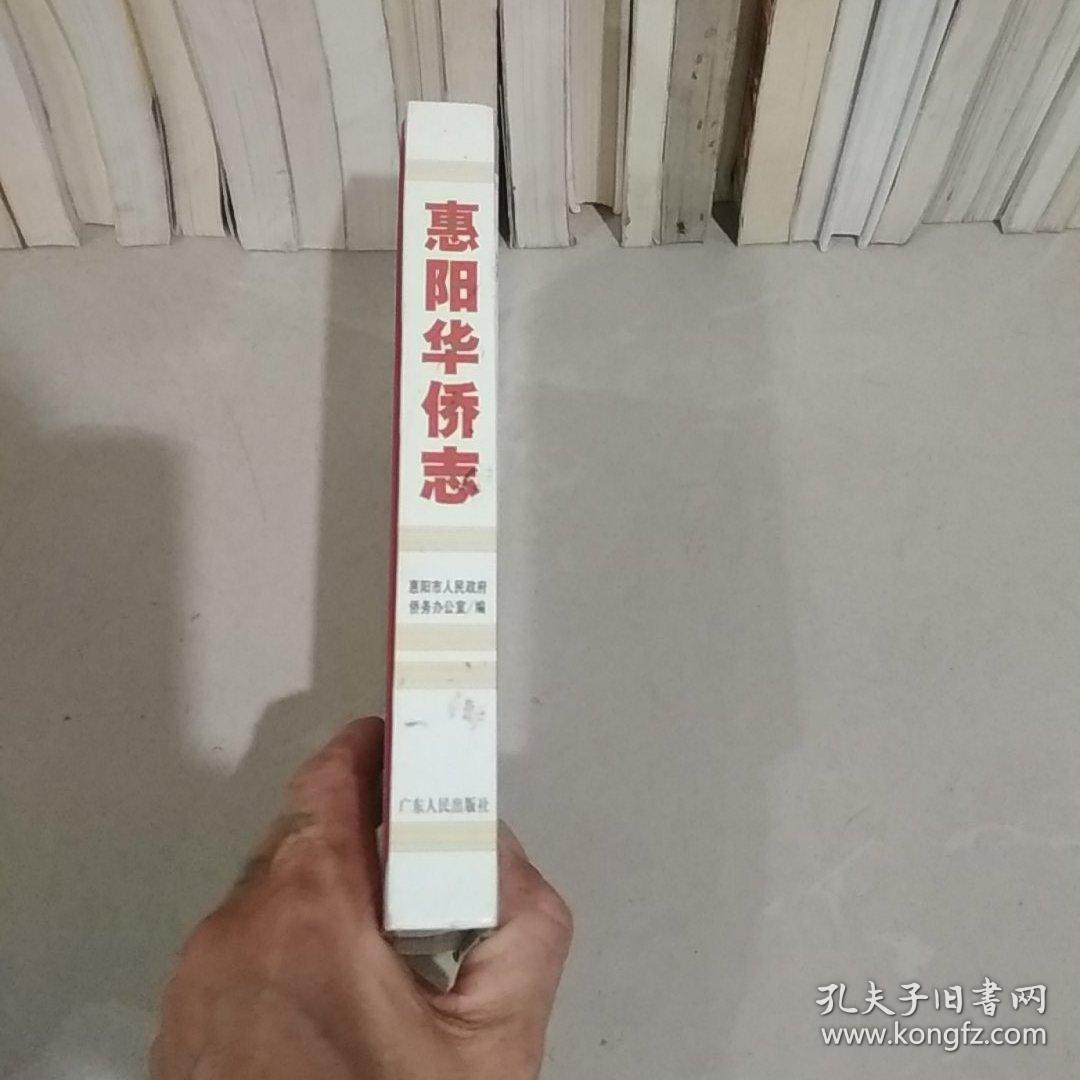 惠阳华侨志
惠阳市人民政府
侨务办公室/编
广东人民出版社
孔夫子旧書网
www.kongfz.com